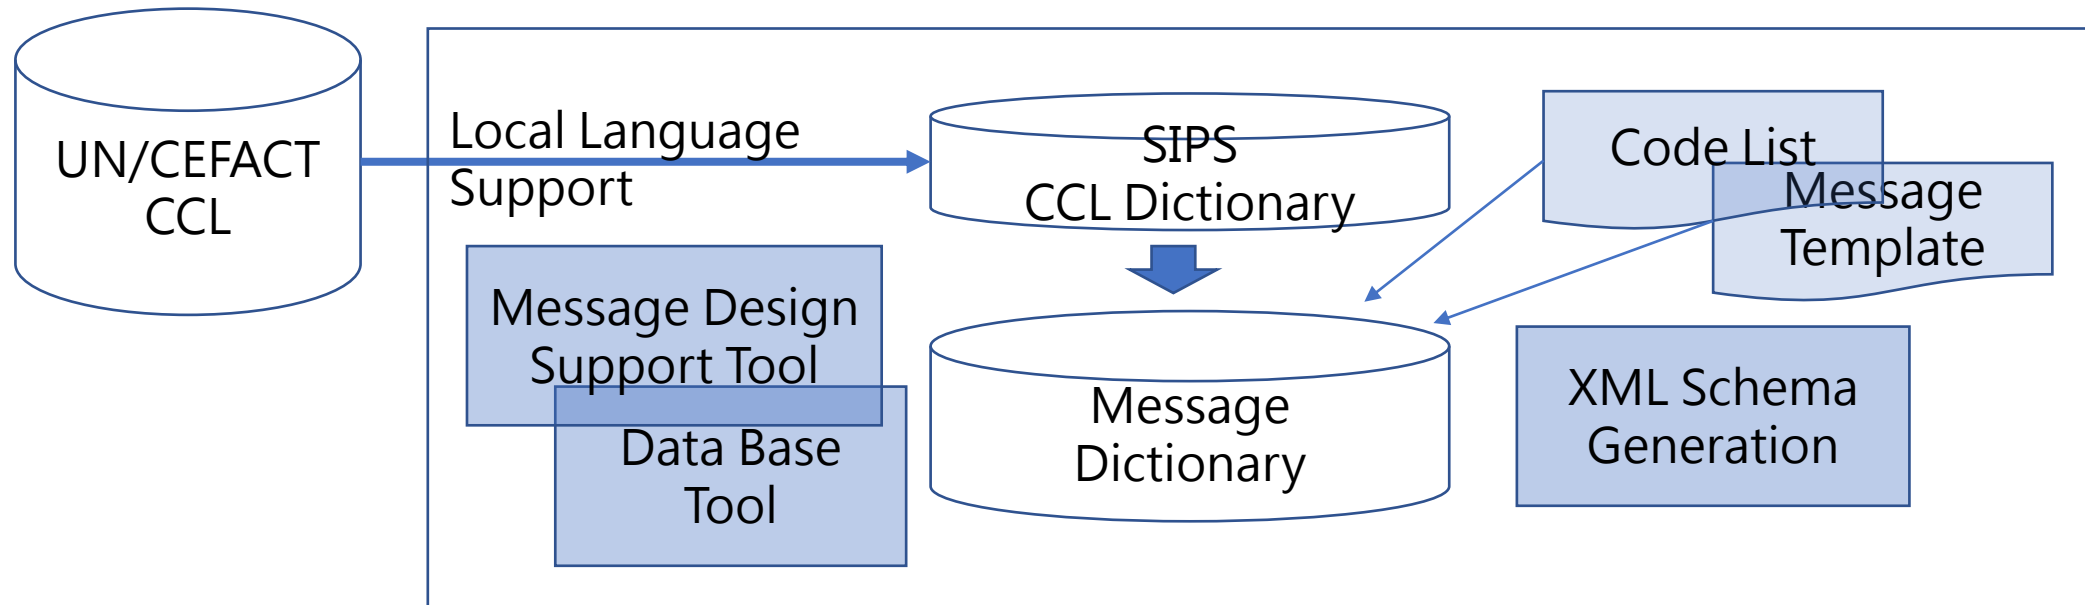 UN/CEFACT
CCL
Local Language
Support
SIPS
CCL Dictionary
Code List
Message
Template
Message Design
Support Tool
Data Base
Tool
Message
Dictionary
XML Schema
Generation